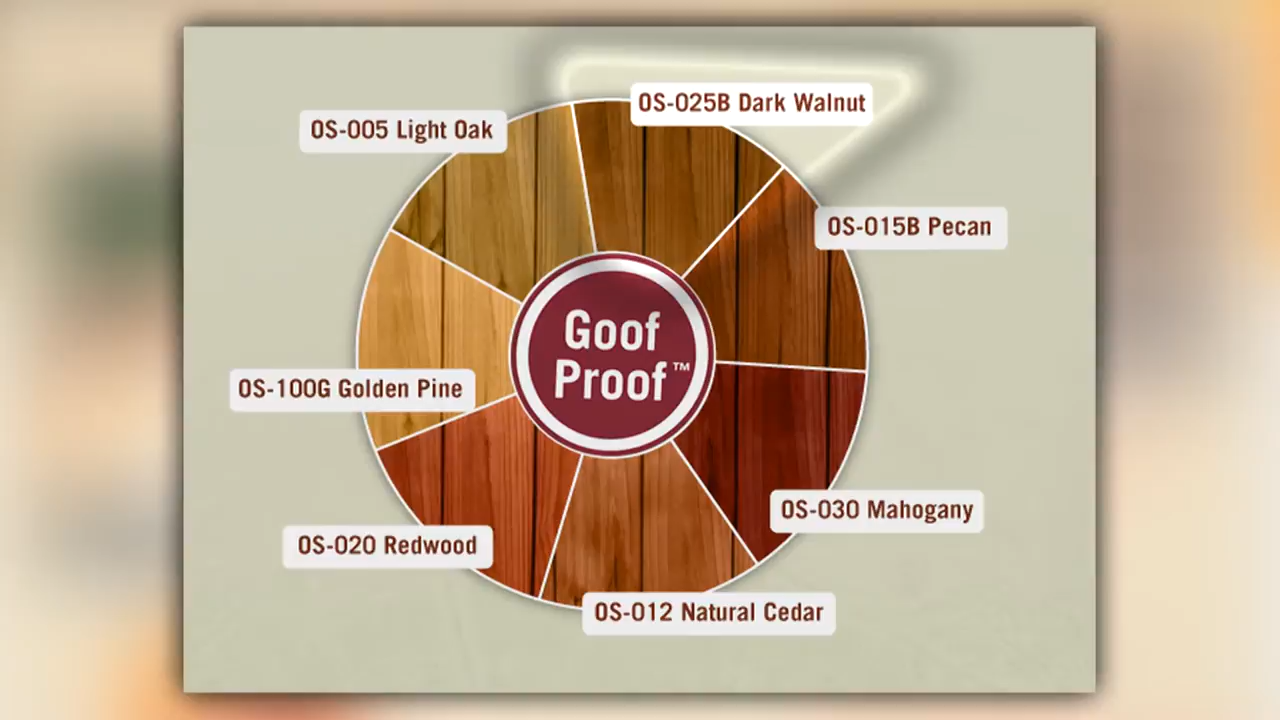 OS-025B Dark Walnut
OS-005 Light Oak
OS-015B Pecan
Goof
Proof™
OS-100G Golden Pine
OS-030 Mahogany
OS-020 Redwood
OS-012 Natural Cedar